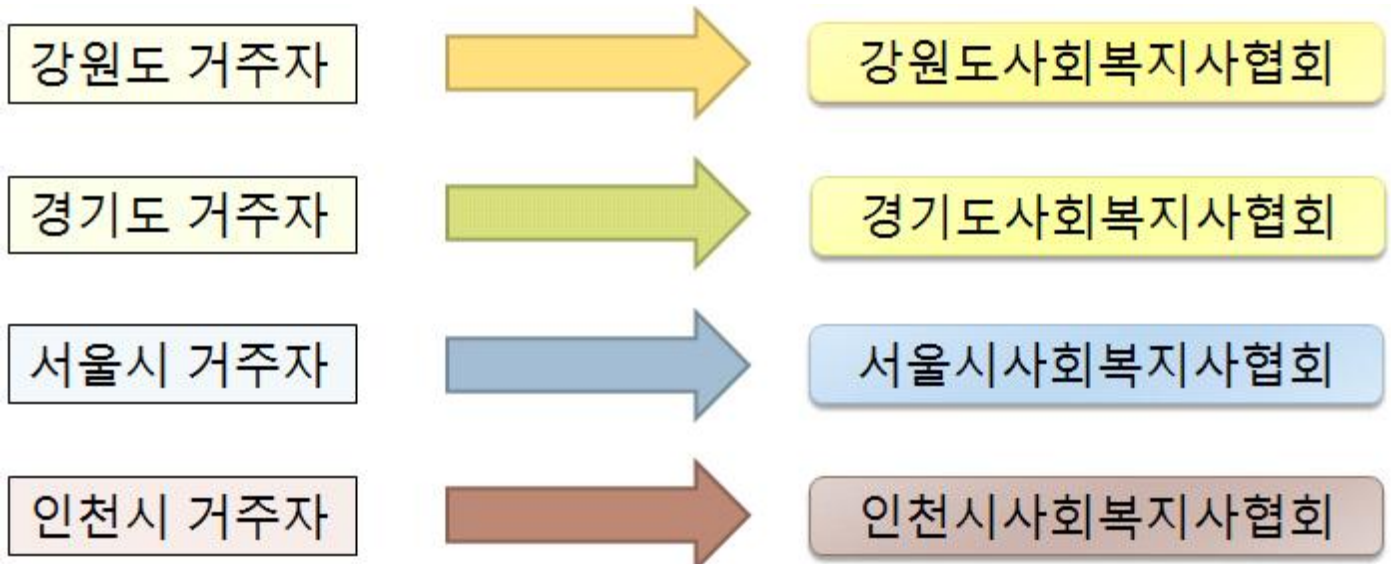 강원도 거주자 강원도사회복지사협회
경기도 거주자 경기도사회복지사협회
서울시 거주자 서울시사회복지사협회
인천시 거주자 인천시사회복지사협회